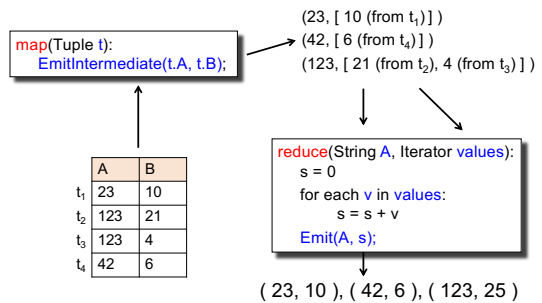 map(Tuple t):
EmitIntermediate(t.A, t.B);
(23, [ 10 (from t₁) ] )
(42, [ 6 (from t₄) ] )
(123, [ 21 (from t₂), 4 (from t₃) ] )
A B
t₁ 23 10
t₂ 123 21
t₃ 123 4
t₄ 42 6
reduce(String A, Iterator values):
s = 0
for each v in values:
s = s + v
Emit(A, s);
( 23, 10 ), ( 42, 6 ), ( 123, 25 )